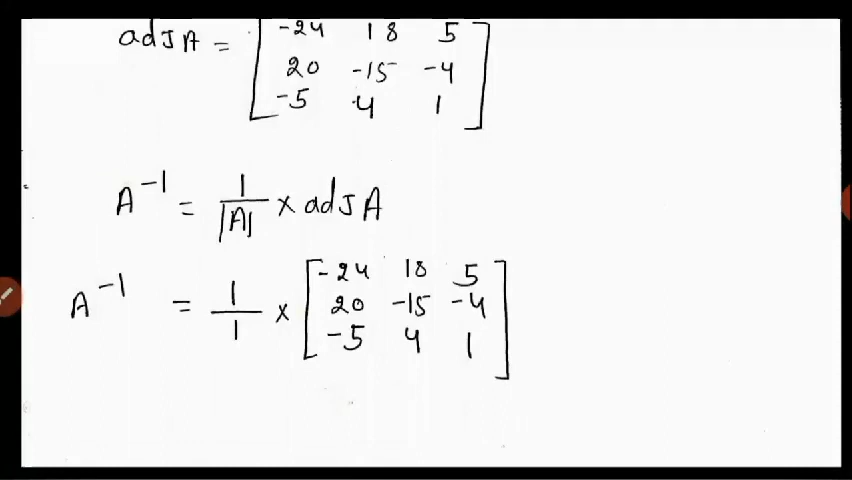 -24 18 5
adJ A =
20 -15 -4
-5 4 1
A⁻¹ = 1/|A| × adJ A
-24 18 5
A⁻¹ = 1/1 × 20 -15 -4
-5 4 1